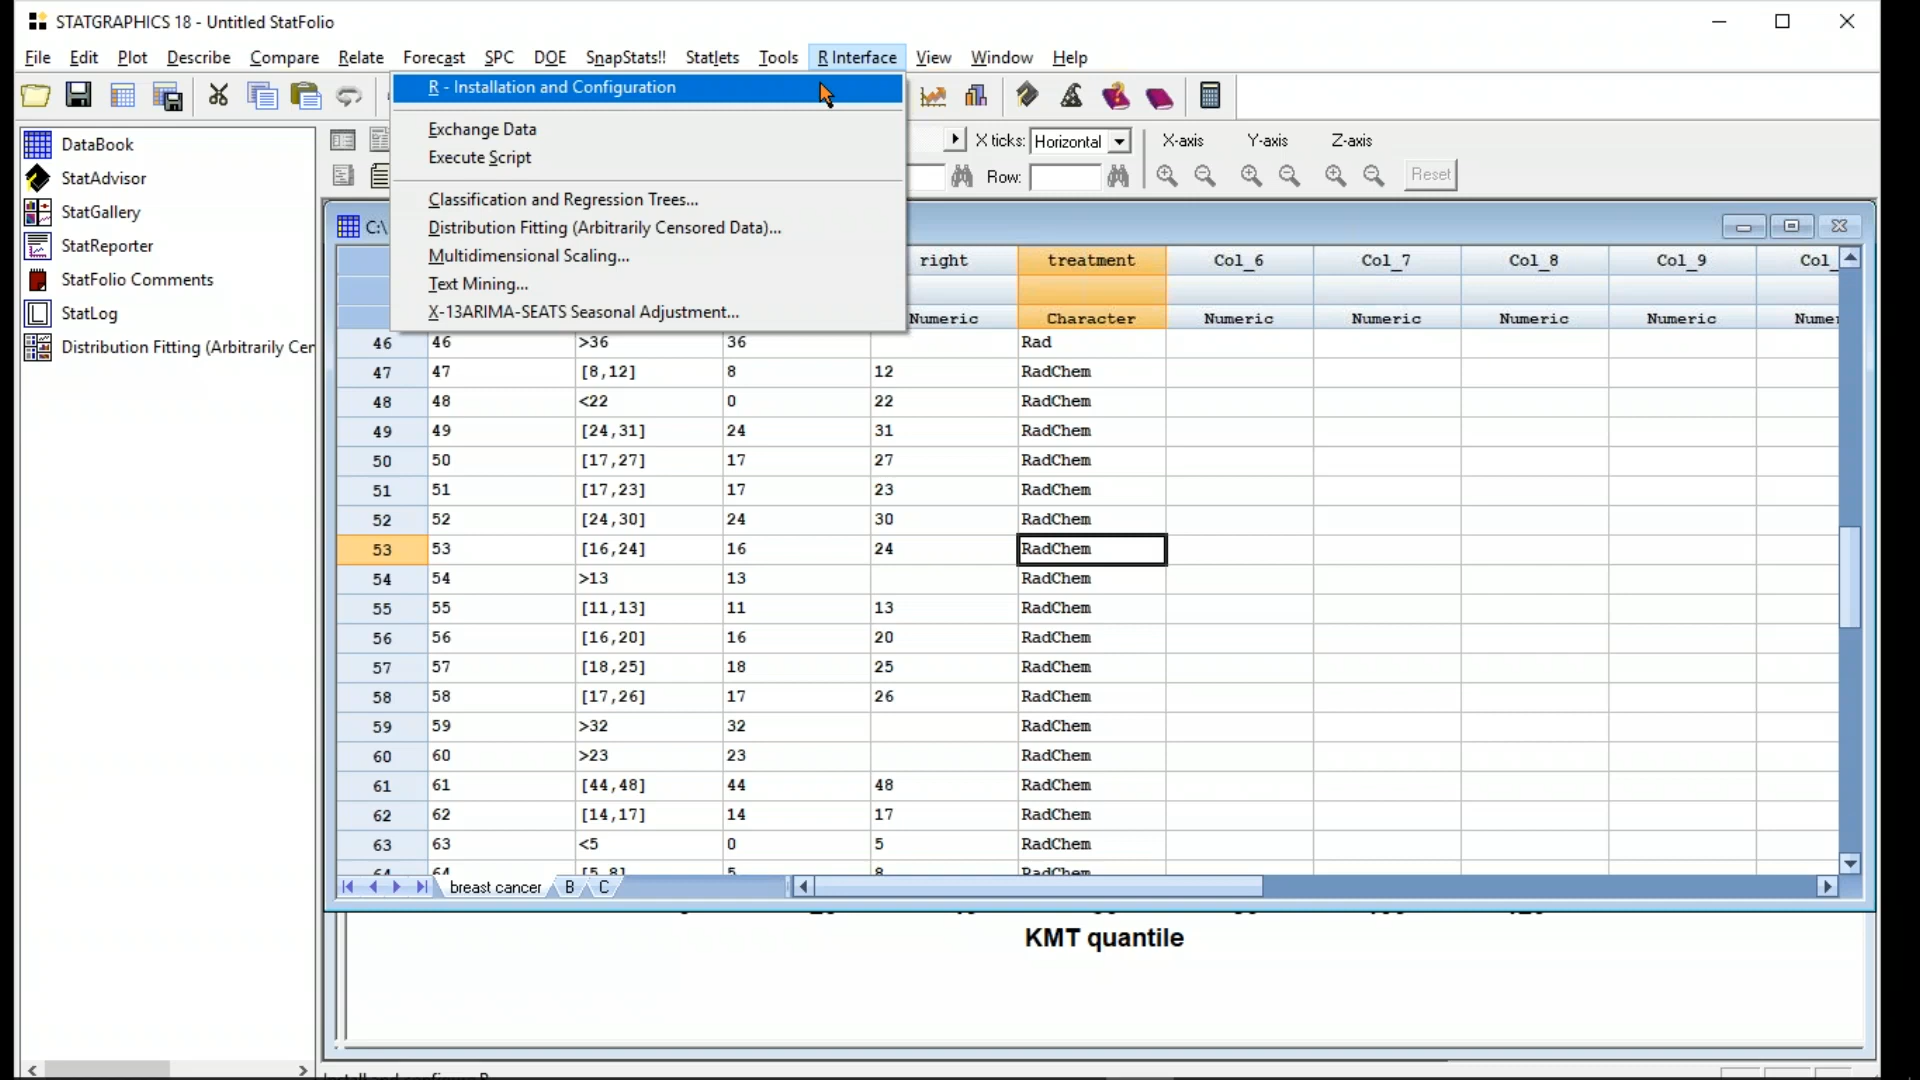 STATGRAPHICS 18 - Untitled StatFolio
File Edit Plot Describe Compare Relate Forecast SPC DOE SnapStats!! Statlets Tools R Interface View Window Help
R - Installation and Configuration
Exchange Data
Execute Script
Classification and Regression Trees...
Distribution Fitting (Arbitrarily Censored Data)...
Multidimensional Scaling...
Text Mining...
X-13ARIMA-SEATS Seasonal Adjustment...
X ticks: Horizontal X-axis Y-axis Z-axis
Row: Reset
DataBook
StatAdvisor
StatGallery
StatReporter
StatFolio Comments
StatLog
Distribution Fitting (Arbitrarily Cer
C:\
right treatment Col_6 Col_7 Col_8 Col_9 Col_
Numeric Character Numeric Numeric Numeric Numeric Numer
46 46 >36 36 Rad
47 47 [8,12] 8 12 RadChem
48 48 <22 0 22 RadChem
49 49 [24,31] 24 31 RadChem
50 50 [17,27] 17 27 RadChem
51 51 [17,23] 17 23 RadChem
52 52 [24,30] 24 30 RadChem
53 53 [16,24] 16 24 RadChem
54 54 >13 13 RadChem
55 55 [11,13] 11 13 RadChem
56 56 [16,20] 16 20 RadChem
57 57 [18,25] 18 25 RadChem
58 58 [17,26] 17 26 RadChem
59 59 >32 32 RadChem
60 60 >23 23 RadChem
61 61 [44,48] 44 48 RadChem
62 62 [14,17] 14 17 RadChem
63 63 <5 0 5 RadChem
64 64 [5,8] 5 8 RadChem
breast cancer B C
KMT quantile